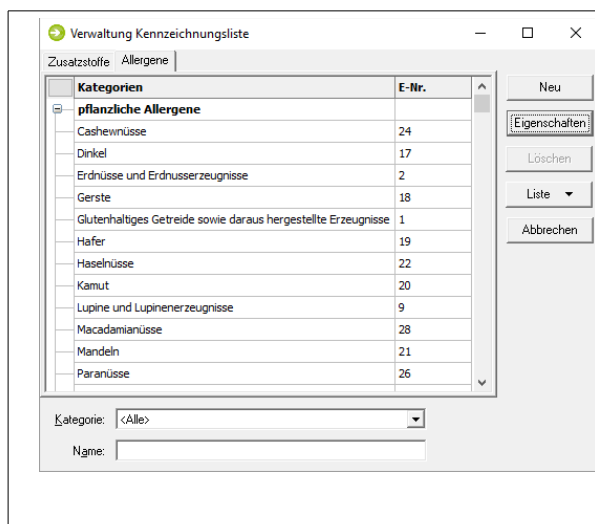 Verwaltung Kennzeichnungsliste
Zusatzstoffe Allergene
Kategorien E-Nr.
pflanzliche Allergene
Cashewnüsse 24
Dinkel 17
Erdnüsse und Erdnusserzeugnisse 2
Gerste 18
Glutenhaltiges Getreide sowie daraus hergestellte Erzeugnisse 1
Hafer 19
Haselnüsse 22
Kamut 20
Lupine und Lupinenerzeugnisse 9
Macadamianüsse 28
Mandeln 21
Paranüsse 26
Neu
Eigenschaften
Löschen
Liste
Abbrechen
Kategorie: <Alle>
Name: